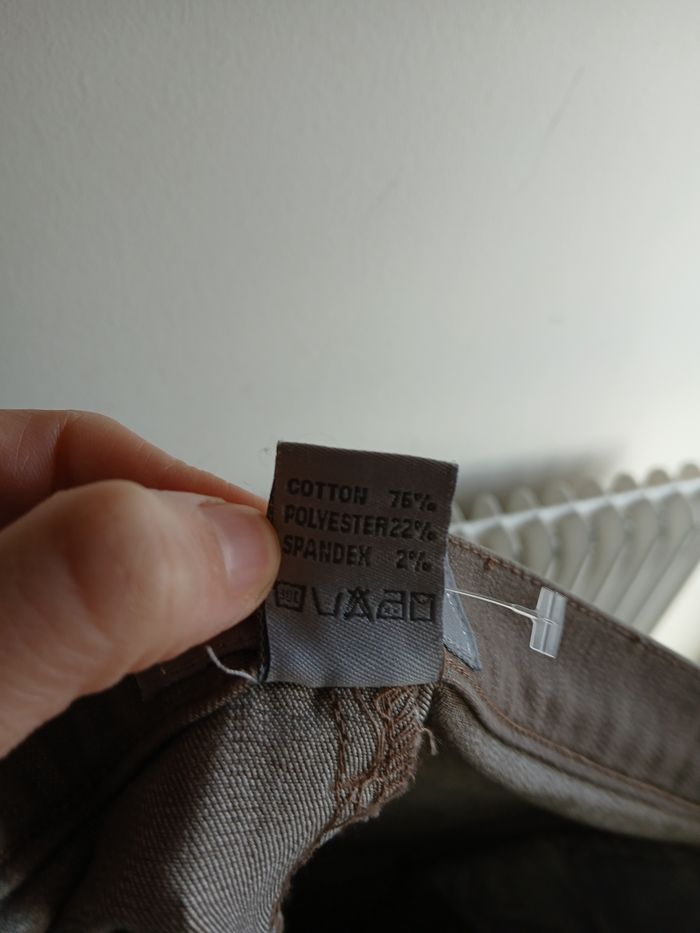 COTTON 76%
POLYESTER22%
SPANDEX 2%